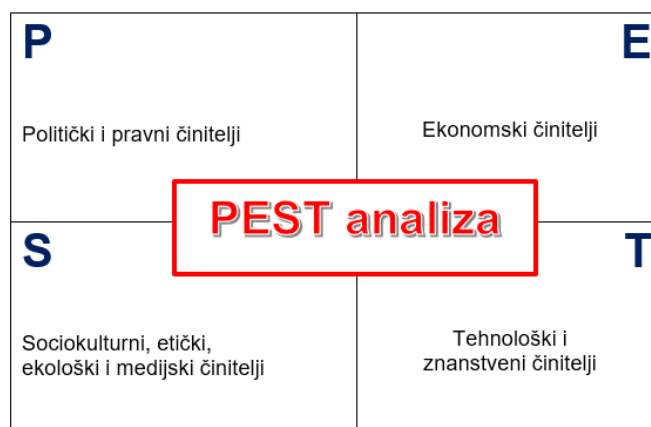 P
E
Politički i pravni činitelji
Ekonomski činitelji
PEST analiza
S
T
Sociokulturni, etički,
ekološki i medijski činitelji
Tehnološki i
znanstveni činitelji